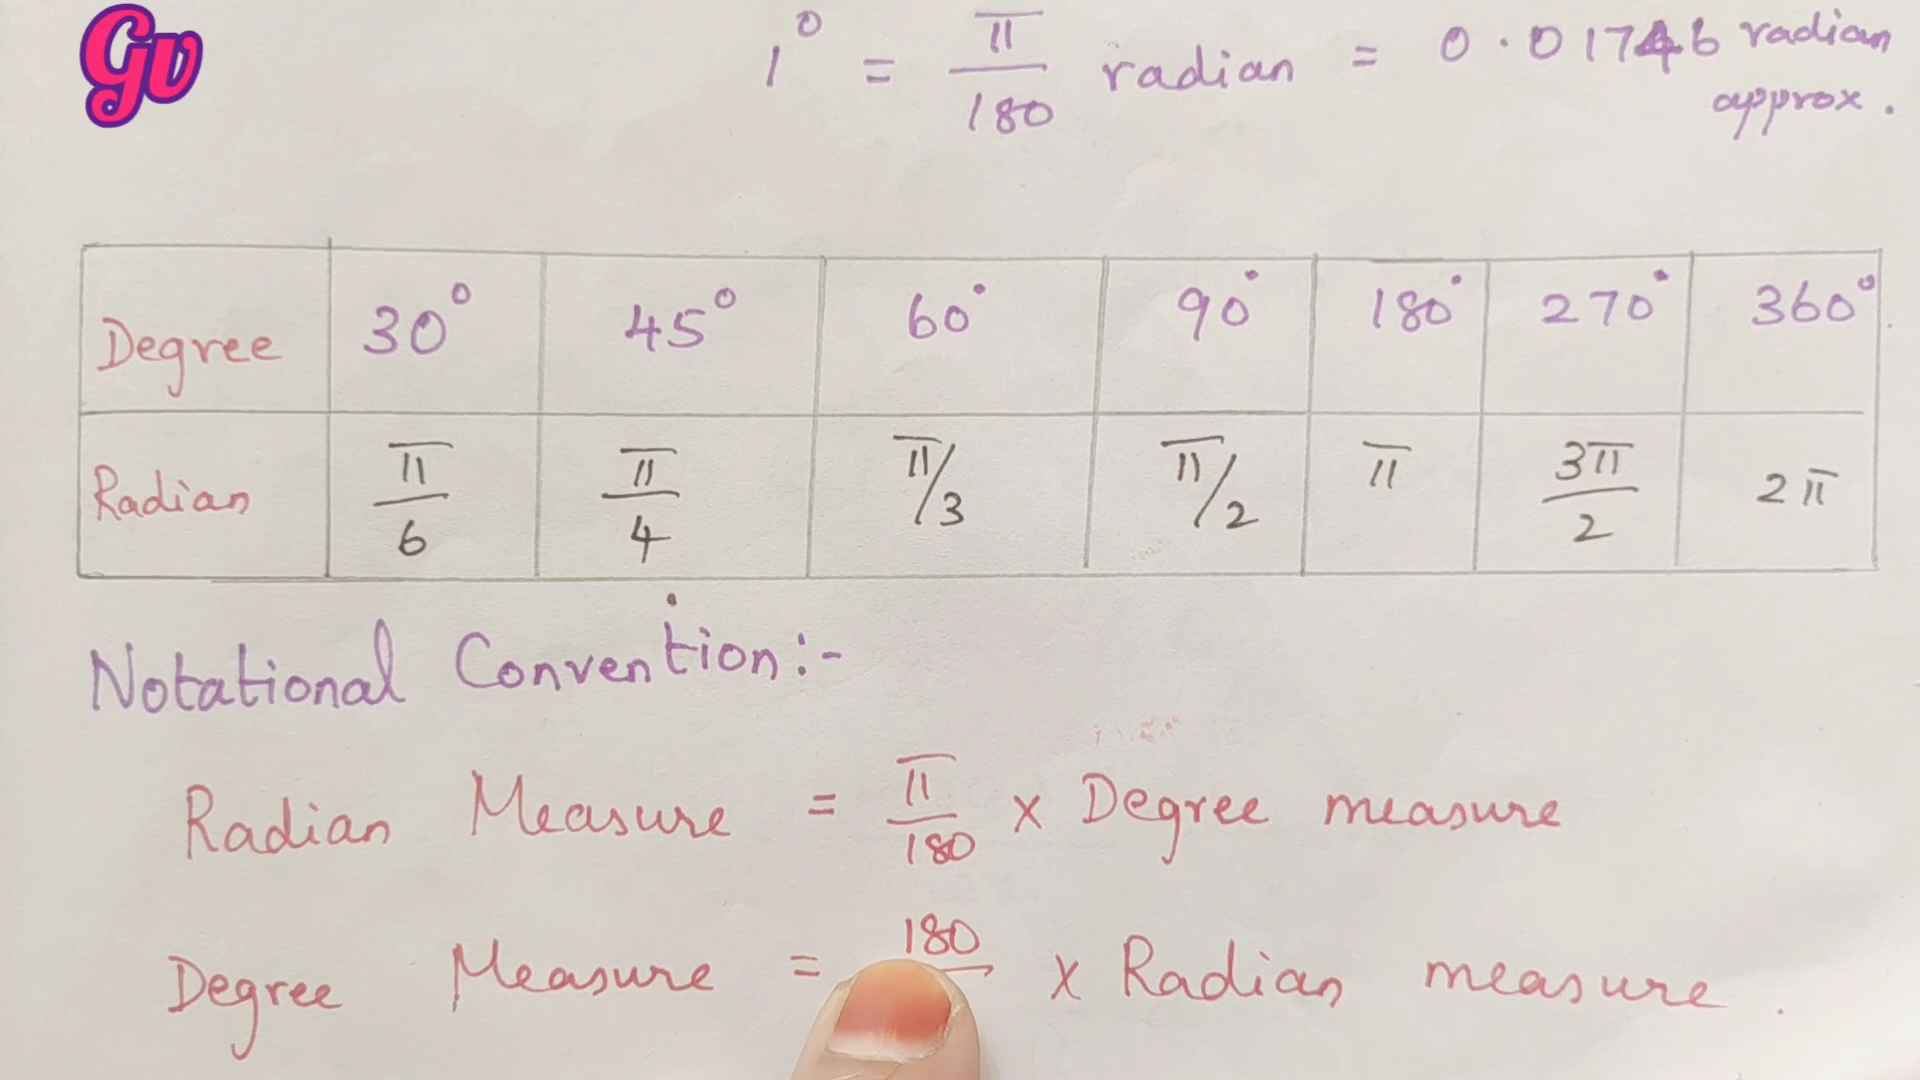 Gv
1° = π/180 radian = 0.01746 radian
approx.
Degree 30° 45° 60° 90° 180° 270° 360°
Radian π/6 π/4 π/3 π/2 π 3π/2 2π
Notational Convention:-
Radian Measure = π/180 × Degree measure
Degree Measure = 180 × Radian measure.